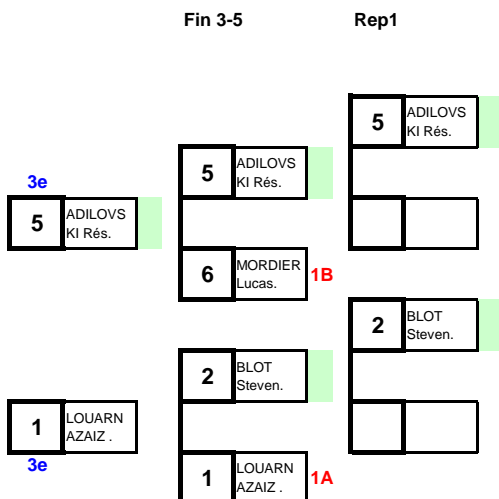 Fin 3-5 Rep1
5 ADILOVS
KI Rés.
5 ADILOVS
KI Rés.
3e
5 ADILOVS
KI Rés.
6 MORDIER
Lucas. 1B
2 BLOT
Steven.
2 BLOT
Steven.
1 LOUARN
AZAIZ .
3e
1 LOUARN
AZAIZ . 1A